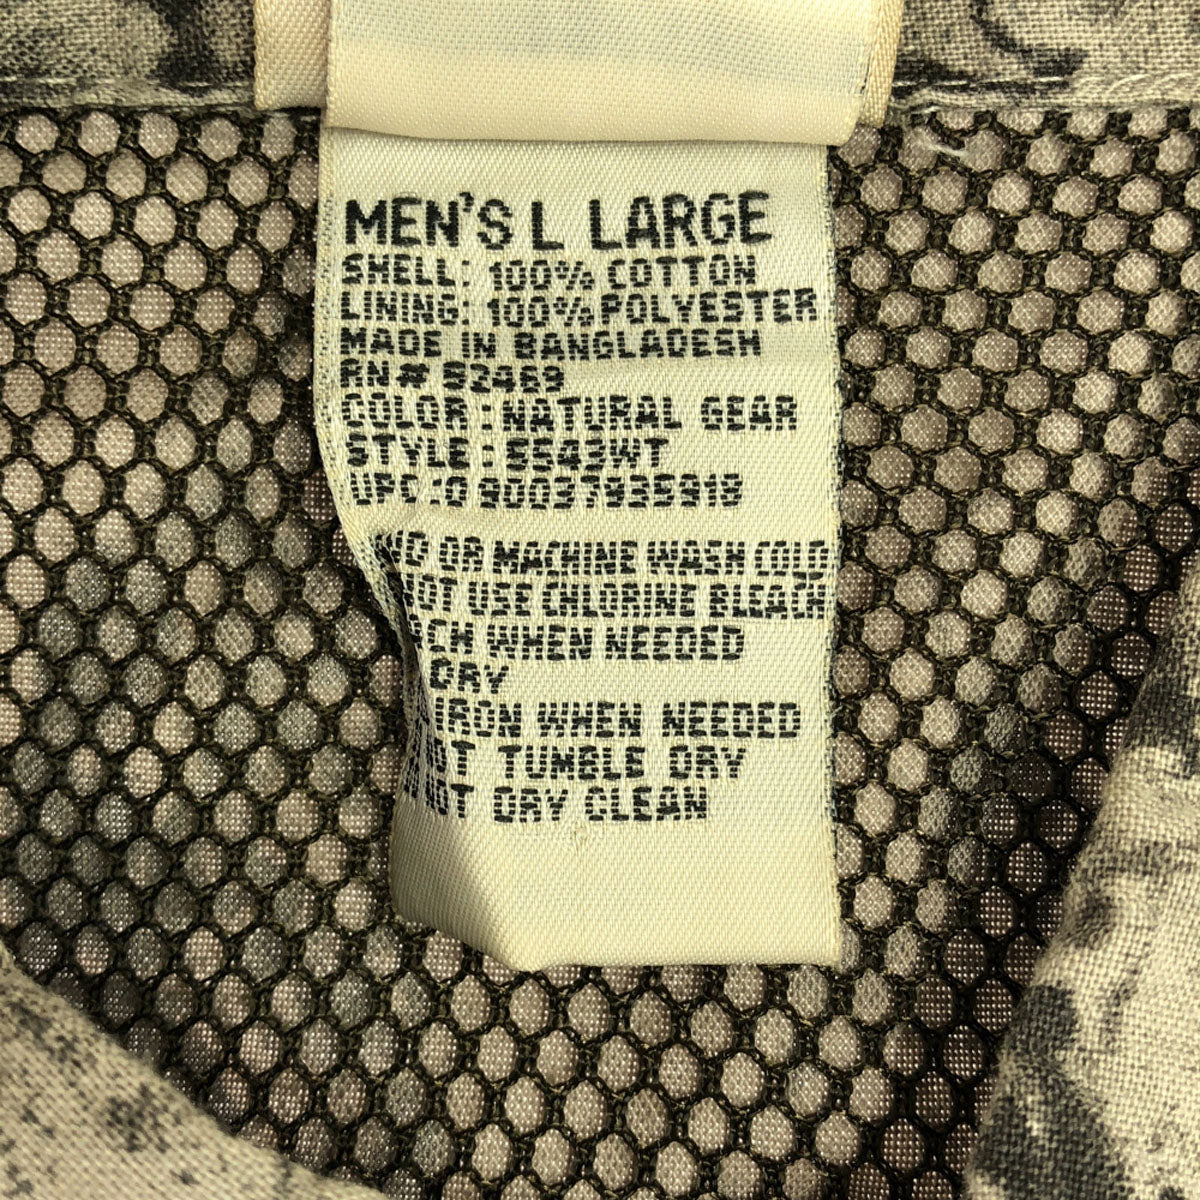 MEN'S L LARGE
SHELL: 100% COTTON
LINING: 100% POLYESTER
MADE IN BANGLADESH
RN# 52469
COLOR: NATURAL GEAR
STYLE: 5543WT
UPC: 0 90037935918
OR MACHINE WASH COLD
NOT USE CHLORINE BLEACH
WHEN NEEDED
DRY
IRON WHEN NEEDED
TUMBLE DRY
NOT DRY CLEAN